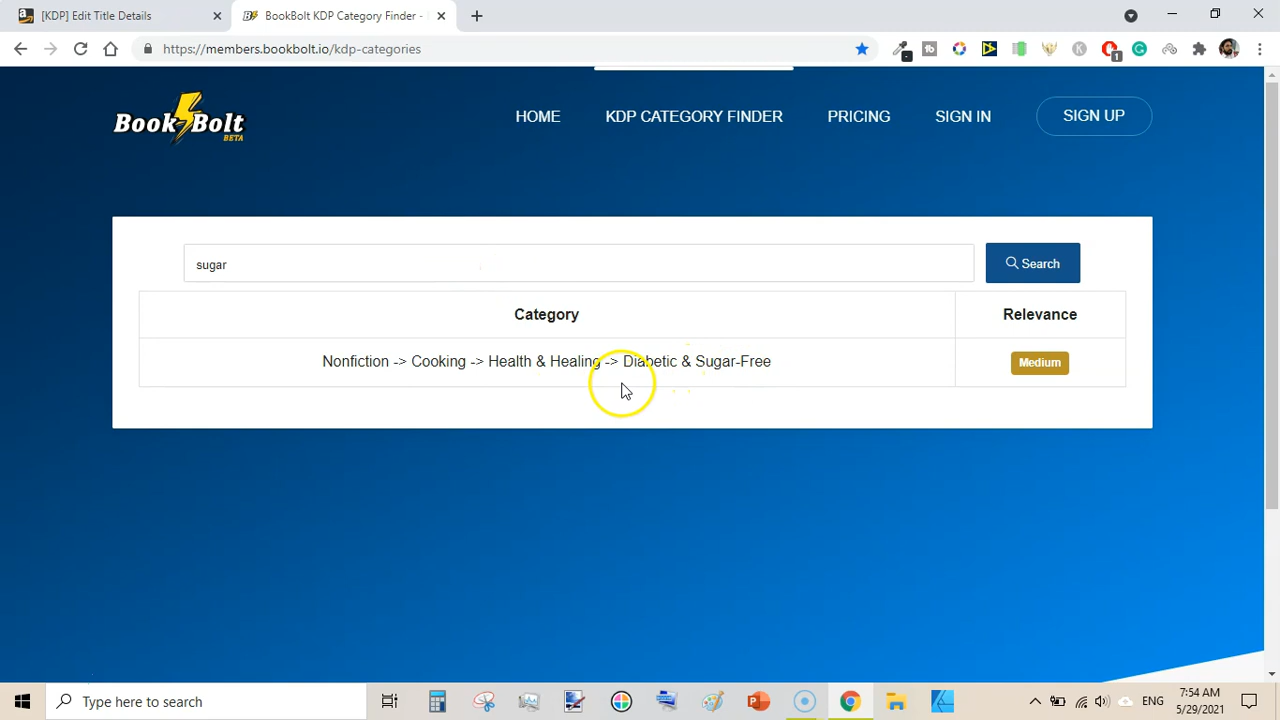 [KDP] Edit Title Details
BookBolt KDP Category Finder -
https://members.bookbolt.io/kdp-categories
Book Bolt
BETA
HOME
KDP CATEGORY FINDER
PRICING
SIGN IN
SIGN UP
sugar
Search
Category
Relevance
Nonfiction -> Cooking -> Health & Healing -> Diabetic & Sugar-Free
Medium
Type here to search
ENG
7:54 AM
5/29/2021